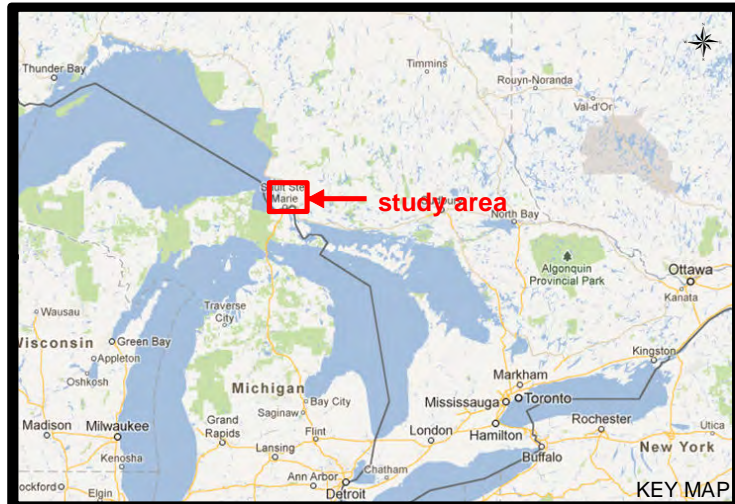 Thunder Bay
Timmins
Rouyn-Noranda
Val-d'Or
Sault Ste
Marie
study area
North Bay
Algonquin
Provincial Park
Ottawa
Kanata
Wausau
Traverse
City
Wisconsin
Green Bay
Appleton
Oshkosh
Kingston
Markham
Michigan
Bay City
Mississauga
Toronto
Saginaw
Madison
Milwaukee
Grand
Rapids
Flint
London
Hamilton
Rochester
Utica
Kenosha
Lansing
Buffalo
New York
Ann Arbor
Chatham
ockford
Elgin
Detroit
KEY MAP